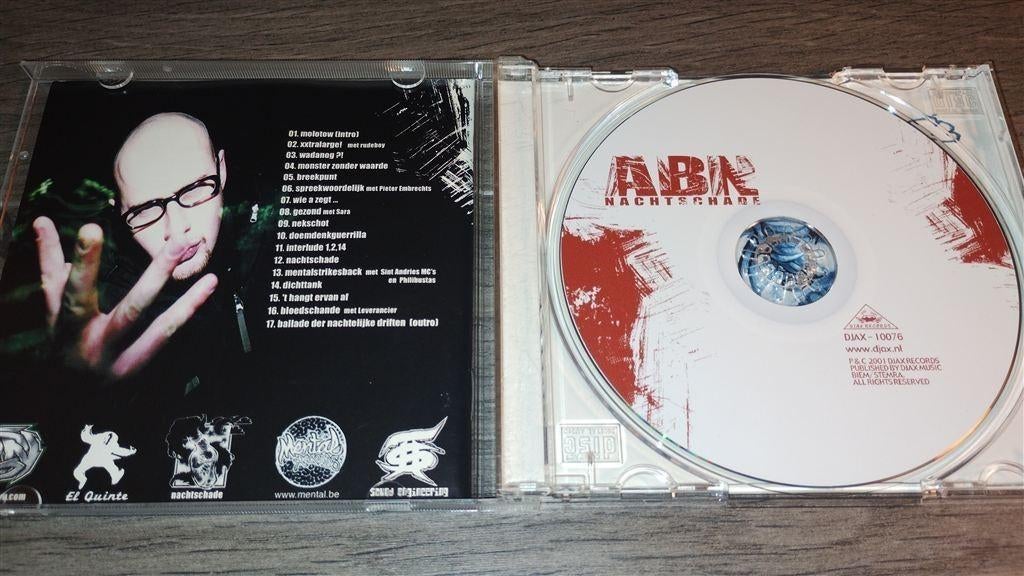 01. molotow (intro)
02. xxtralarge! met rudeboy
03. wadanog ?!
04. monster zonder waarde
05. breekpunt
06. spreekwoordelijk met Pieter Embrechts
07. wie a zegt ...
08. gezond met Sara
09. nekschot
10. doemdenkguerrilla
11. interlude 1,2,14
12. nachtschade
13. mentalstrikesback met Sint Andries MC's
en Philibustas
14. dichttank
15. 't hangt ervan af
16. bloedschande met Leverancier
17. ballade der nachtelijke driften (outro)
El Quinte
nachtschade
Mental
www.mental.be
Sound engineering
ABN
NACHTSCHADE
DJAX RECORDS
DJAX - 10076
www.djax.nl
P & C 2001 DJAX RECORDS
PUBLISHED BY DJAX MUSIC
BIEM/STEMRA.
ALL RIGHTS RESERVED